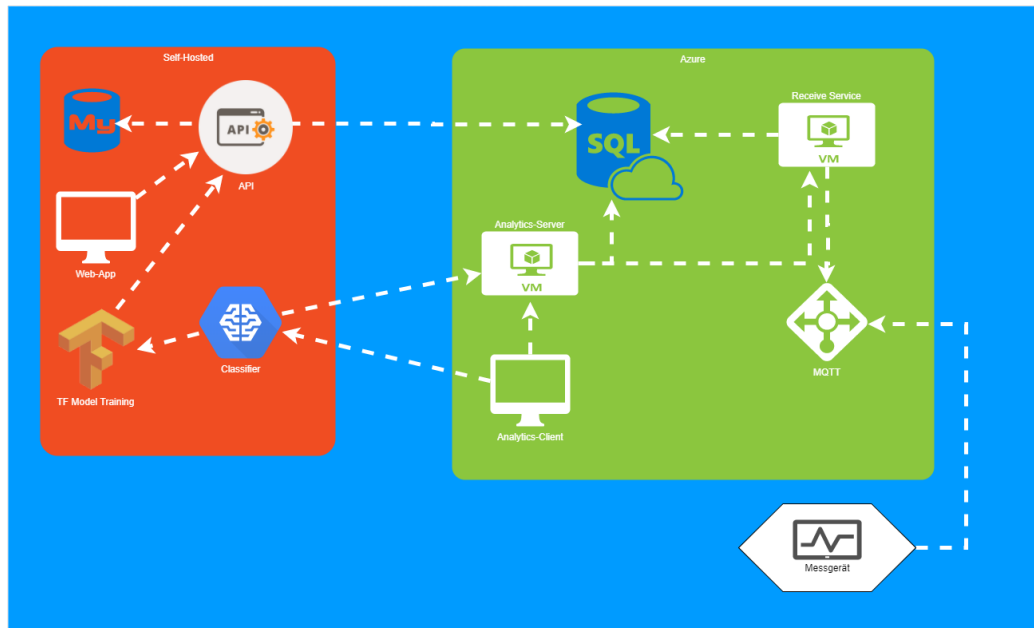 Self-Hosted
My
API
API
Web-App
TF Model Training
Classifier
Azure
SQL
Receive Service
VM
Analytics-Server
VM
Analytics-Client
MQTT
Messgerät